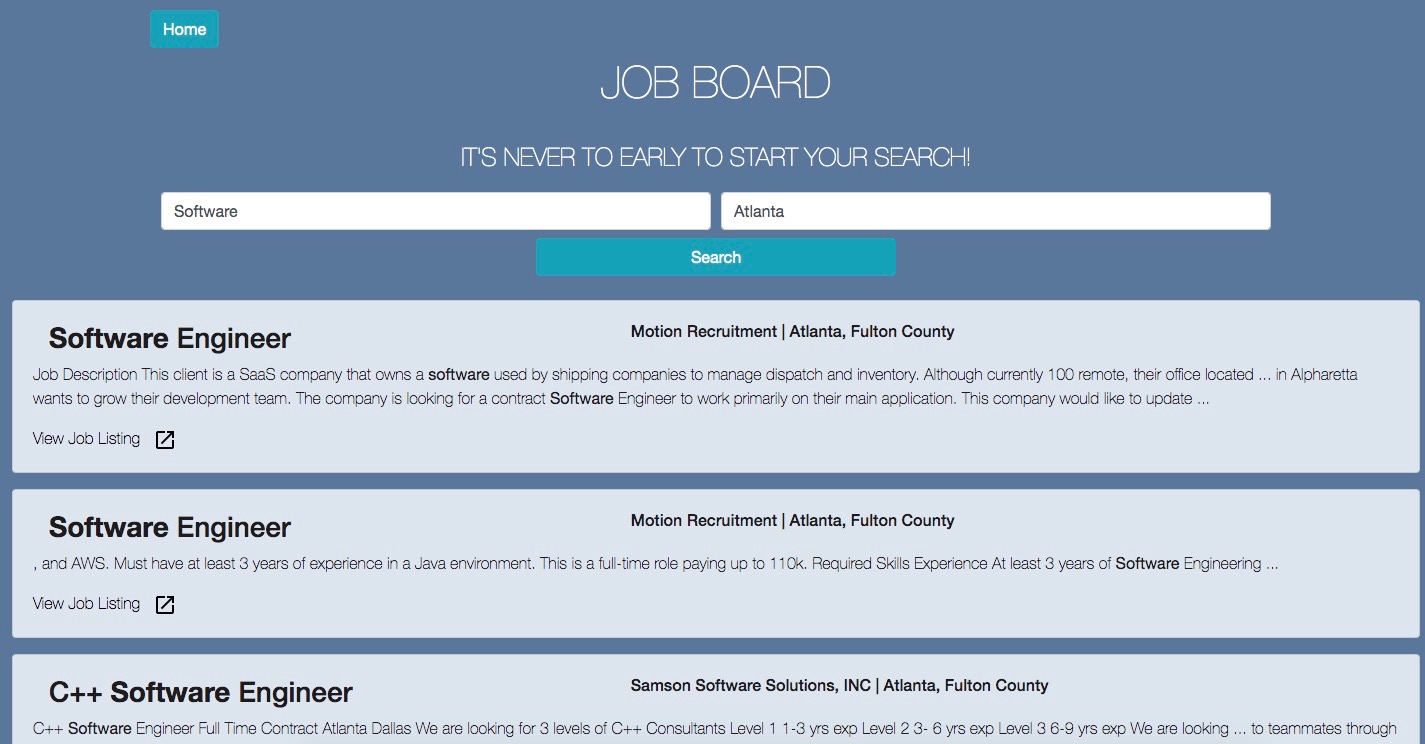 Home
JOB BOARD
IT'S NEVER TO EARLY TO START YOUR SEARCH!
Software
Atlanta
Search
Software Engineer
Motion Recruitment | Atlanta, Fulton County
Job Description This client is a SaaS company that owns a software used by shipping companies to manage dispatch and inventory. Although currently 100 remote, their office located ... in Alpharetta
wants to grow their development team. The company is looking for a contract Software Engineer to work primarily on their main application. This company would like to update ...
View Job Listing
Software Engineer
Motion Recruitment | Atlanta, Fulton County
, and AWS. Must have at least 3 years of experience in a Java environment. This is a full-time role paying up to 110k. Required Skills Experience At least 3 years of Software Engineering ...
View Job Listing
C++ Software Engineer
Samson Software Solutions, INC | Atlanta, Fulton County
C++ Software Engineer Full Time Contract Atlanta Dallas We are looking for 3 levels of C++ Consultants Level 1 1-3 yrs exp Level 2 3- 6 yrs exp Level 3 6-9 yrs exp We are looking ... to teammates through